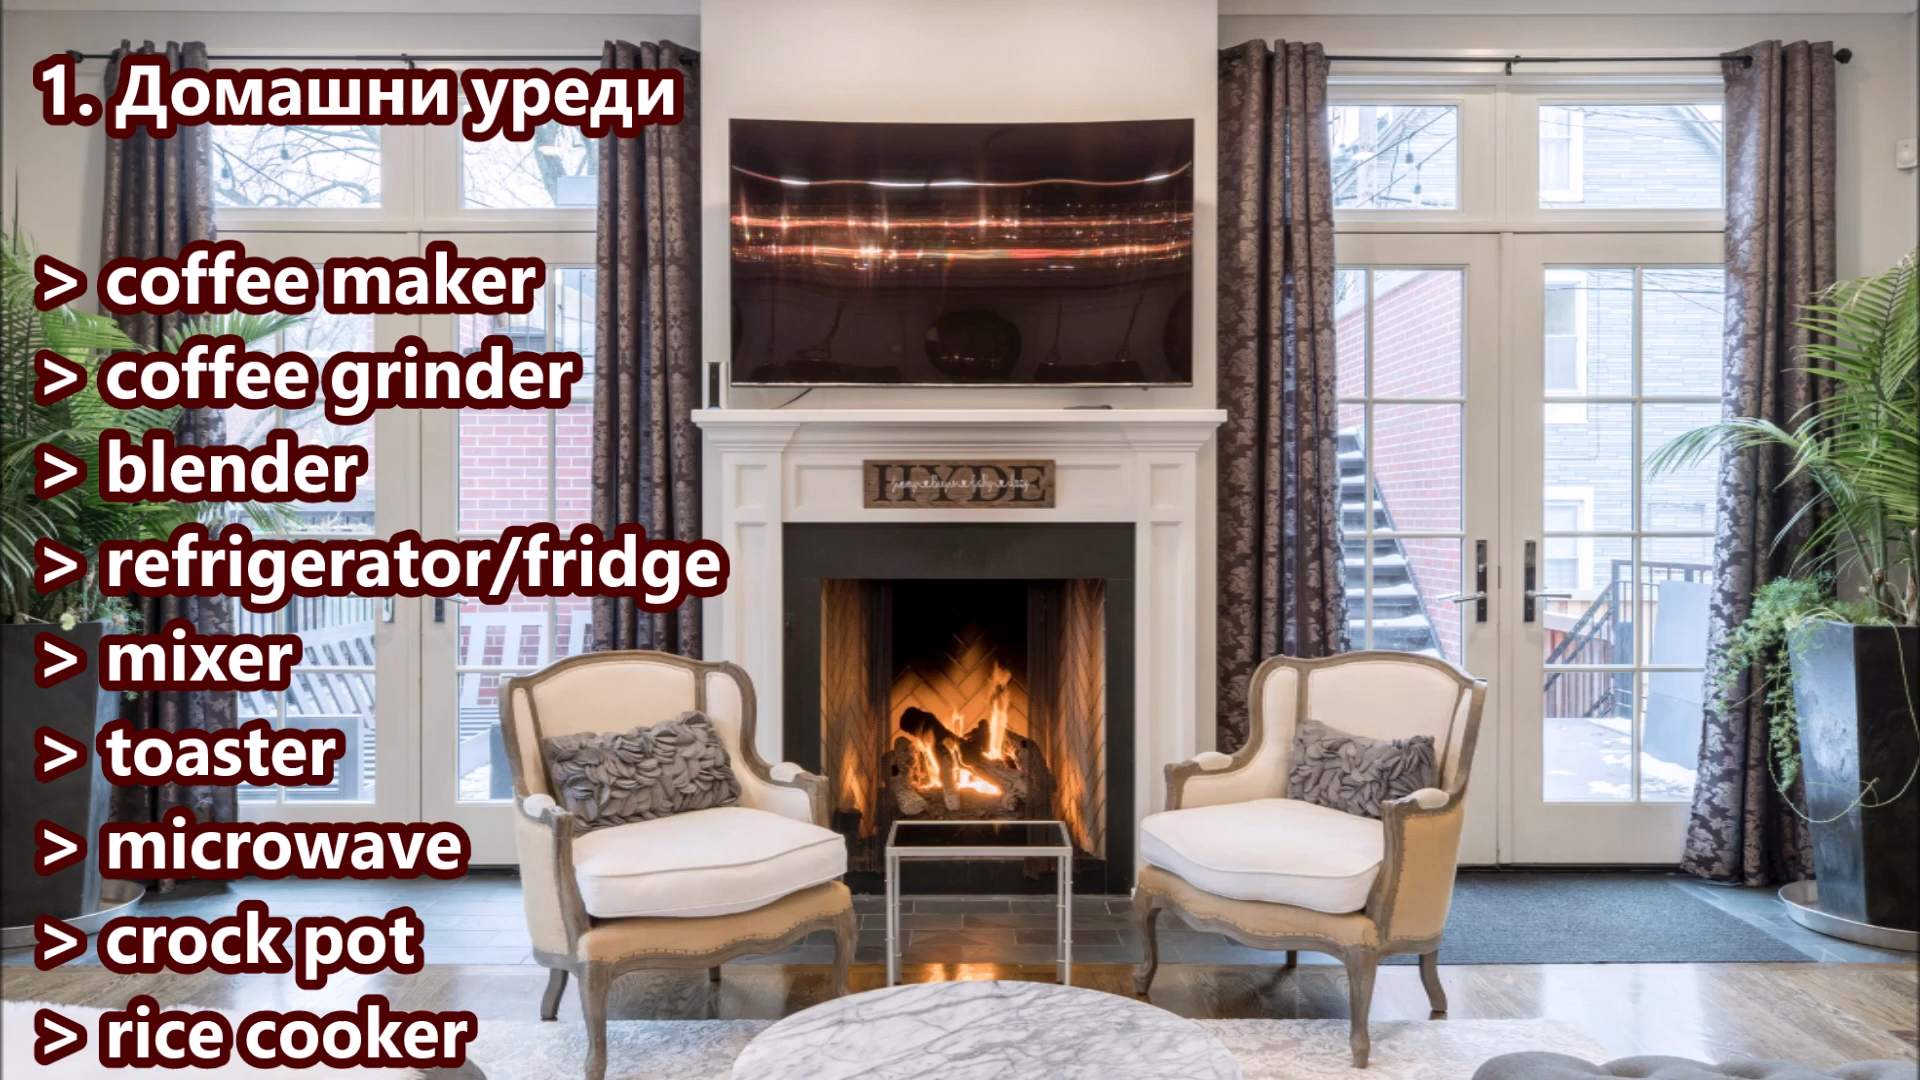 1. Домашни уреди
> coffee maker
> coffee grinder
> blender
> refrigerator/fridge
> mixer
> toaster
> microwave
> crock pot
> rice cooker
HYDE